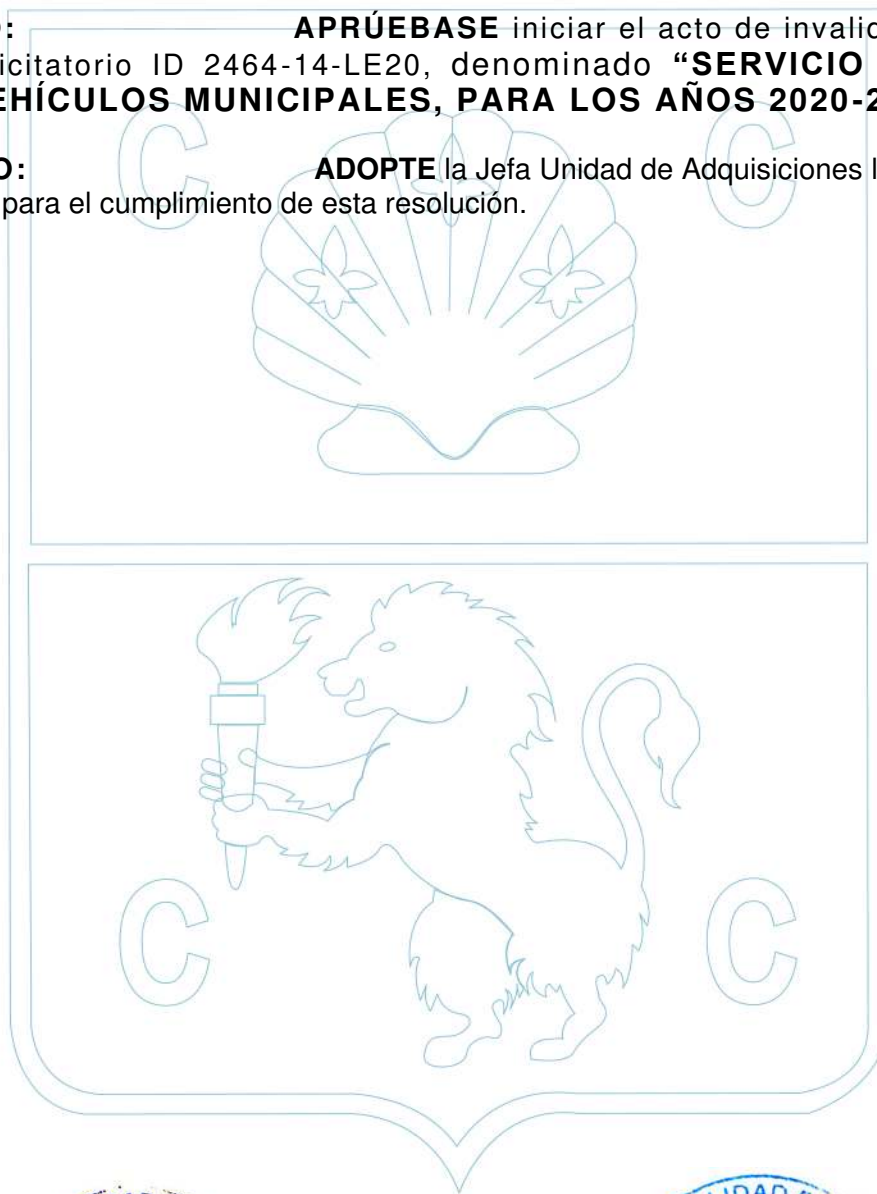 O: APRÚEBASE iniciar el acto de invalid
icitatorio ID 2464-14-LE20, denominado “SERVICIO
EHÍCULOS MUNICIPALES, PARA LOS AÑOS 2020-2
O: ADOPTE la Jefa Unidad de Adquisiciones l
para el cumplimiento de esta resolución.
C C
C C
LIDAD